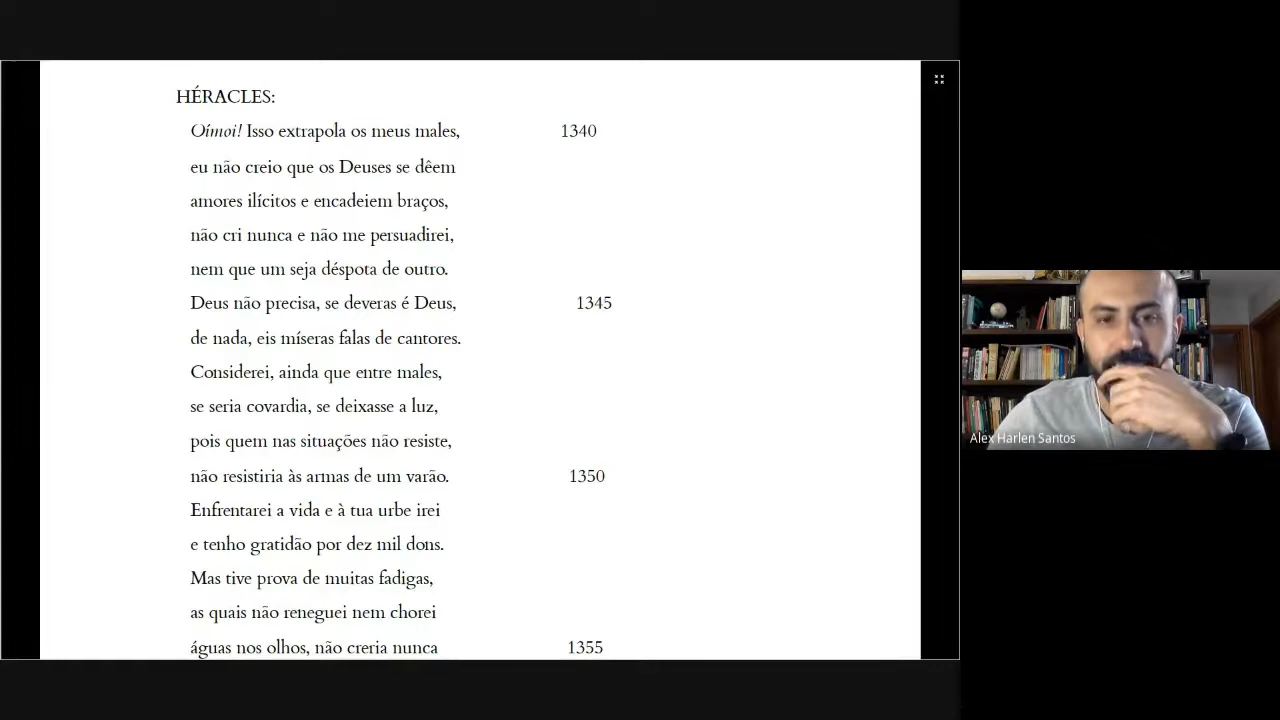 HÉRACLES:
Oímoi! Isso extrapola os meus males, 1340
eu não creio que os Deuses se dêem
amores ilícitos e encadeiem braços,
não cri nunca e não me persuadirei,
nem que um seja déspota de outro.
Deus não precisa, se deveras é Deus, 1345
de nada, eis míseras falas de cantores.
Considerei, ainda que entre males,
se seria covardia, se deixasse a luz,
pois quem nas situações não resiste,
não resistiria às armas de um varão. 1350
Enfrentarei a vida e à tua urbe irei
e tenho gratidão por dez mil dons.
Mas tive prova de muitas fadigas,
as quais não reneguei nem chorei
águas nos olhos, não creria nunca 1355
Alex Harlen Santos